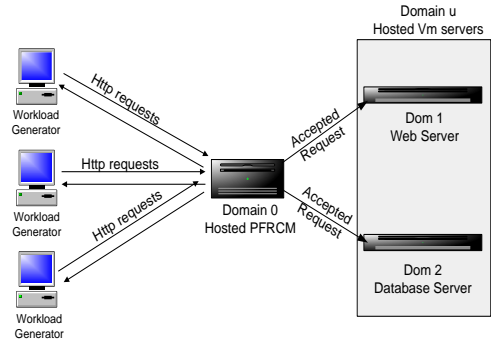 Domain u
Hosted Vm servers
Http requests
Workload
Generator
Accepted
Request
Dom 1
Web Server
Http requests
Workload
Generator
Domain 0
Hosted PFRCM
Http requests
Accepted
Request
Dom 2
Database Server
Workload
Generator